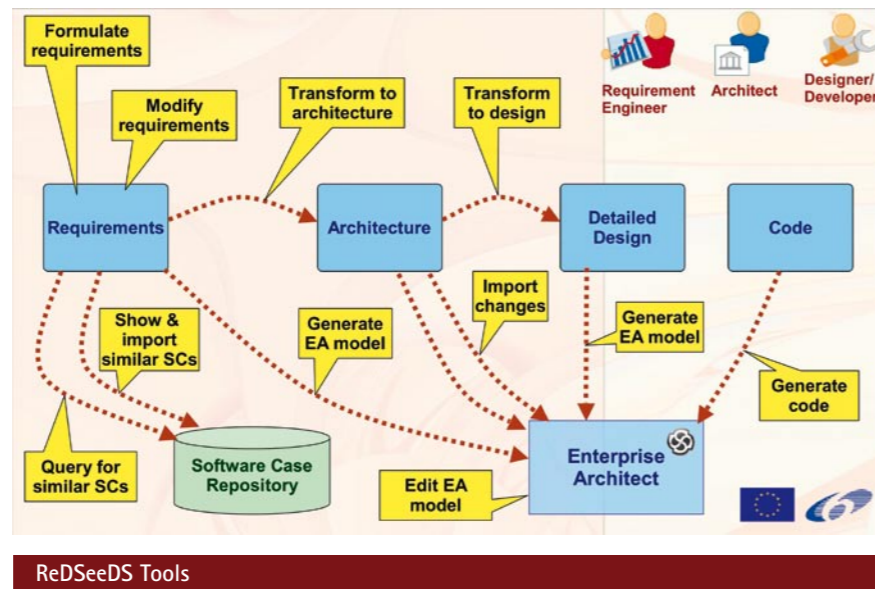 Formulate
requirements
Modify
requirements
Transform to
architecture
Transform
to design
Requirement
Engineer
Architect
Designer/
Developer
Requirements
Architecture
Detailed
Design
Code
Show &
import
similar SCs
Generate
EA model
Import
changes
Generate
EA model
Generate
code
Query for
similar SCs
Software Case
Repository
Edit EA
model
Enterprise
Architect
ReDSeeDS Tools